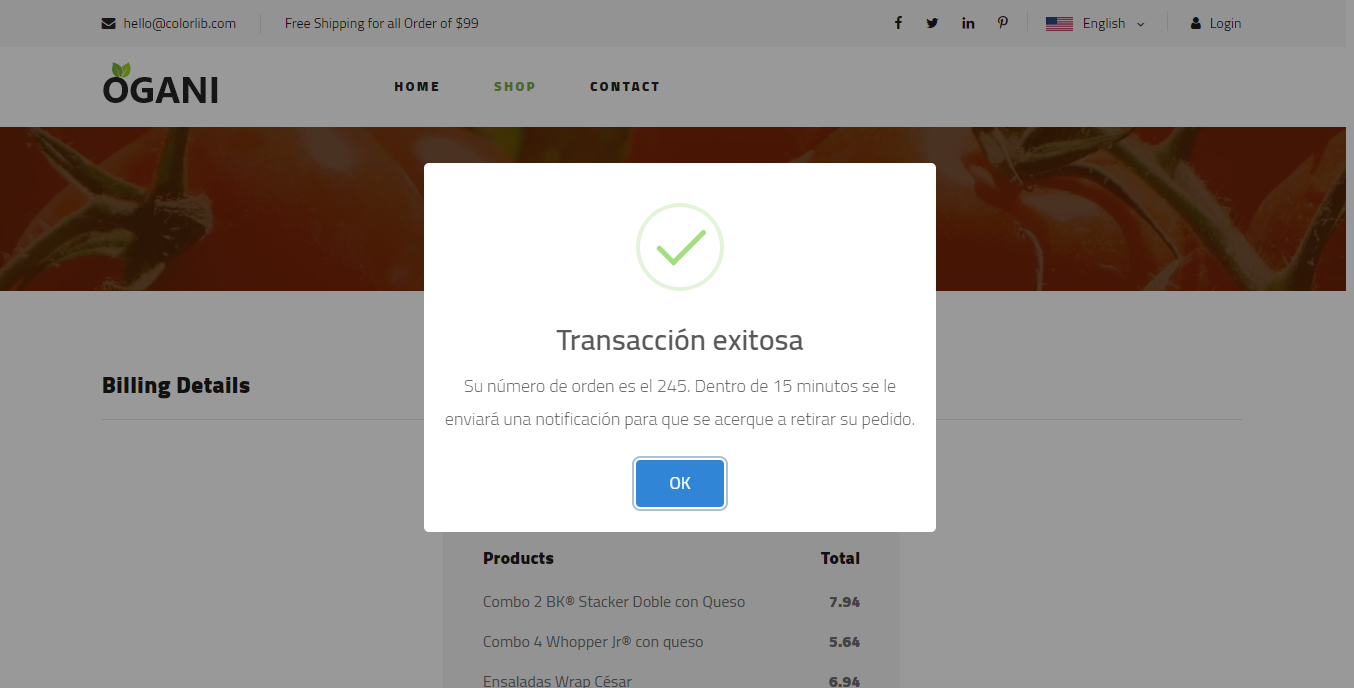 hello@colorlib.com
Free Shipping for all Order of $99
English
Login
OGANI
HOME
SHOP
CONTACT
Transacción exitosa
Su número de orden es el 245. Dentro de 15 minutos se le
enviará una notificación para que se acerque a retirar su pedido.
OK
Billing Details
Products Total
Combo 2 BK® Stacker Doble con Queso 7.94
Combo 4 Whopper Jr® con queso 5.64
Ensaladas Wrap César 6.94